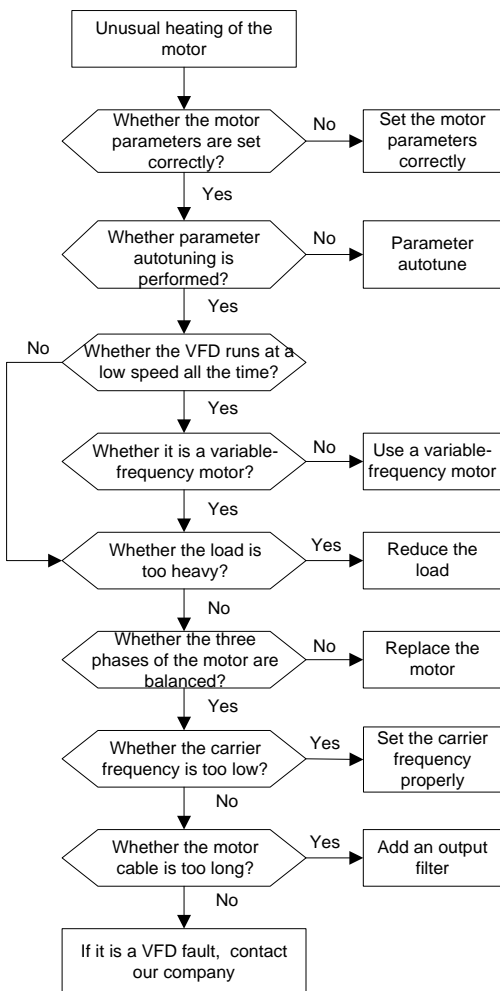 Unusual heating of the
motor
Whether the motor
parameters are set
correctly?
No
Set the motor
parameters
correctly
Yes
Whether parameter
autotuning is
performed?
No
Parameter
autotune
Yes
No
Whether the VFD runs at a
low speed all the time?
Yes
Whether it is a variable-
frequency motor?
No
Use a variable-
frequency motor
Yes
Whether the load is
too heavy?
Yes
Reduce the
load
No
Whether the three
phases of the motor are
balanced?
No
Replace the
motor
Yes
Whether the carrier
frequency is too low?
Yes
Set the carrier
frequency
properly
No
Whether the motor
cable is too long?
Yes
Add an output
filter
No
If it is a VFD fault, contact
our company